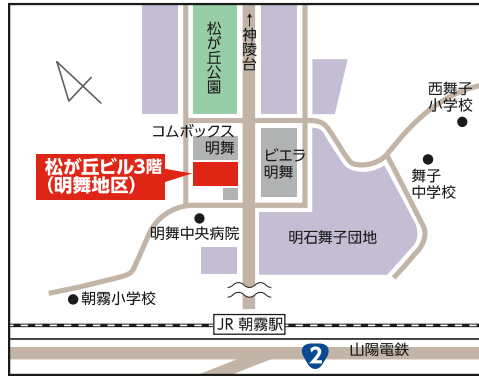 松が丘公園
↑神陵台
西舞子
小学校
コムボックス
明舞
ビエラ
明舞
松が丘ビル3階
(明舞地区)
舞子
中学校
明舞中央病院
明石舞子団地
朝霧小学校
JR 朝霧駅
2
山陽電鉄